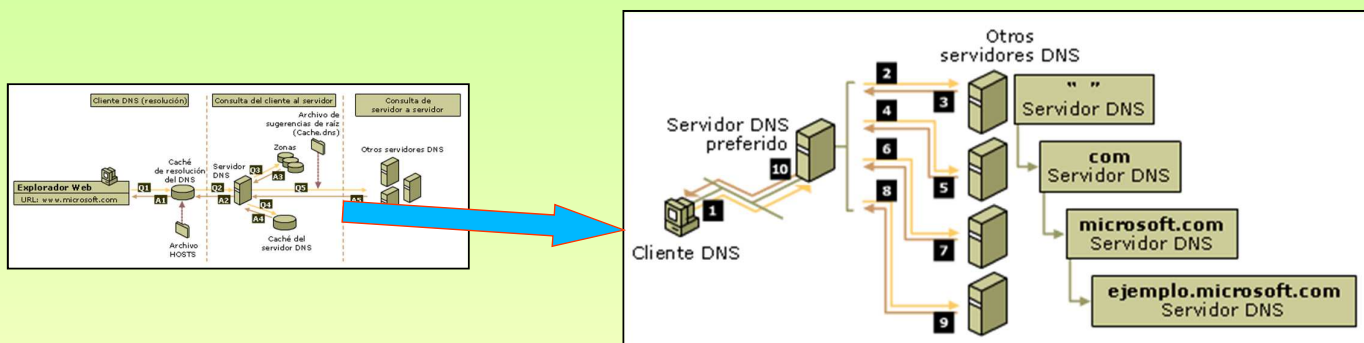 Cliente DNS (resolución)
Consulta del cliente al servidor
Consulta de
servidor a servidor
Archivo de
sugerencias de raíz
(Cache.dns)
Zonas
Otros servidores DNS
Caché
de resolución
del DNS
Servidor
DNS
Explorador Web
URL: www.microsoft.com
Q1
A1
Q2
A2
Q3
A3
Q4
A4
Q5
A5
Archivo
HOSTS
Caché del
servidor DNS
Otros
servidores DNS
Servidor DNS
preferido
Cliente DNS
1
2
3
4
5
6
7
8
9
10
" "
Servidor DNS
com
Servidor DNS
microsoft.com
Servidor DNS
ejemplo.microsoft.com
Servidor DNS